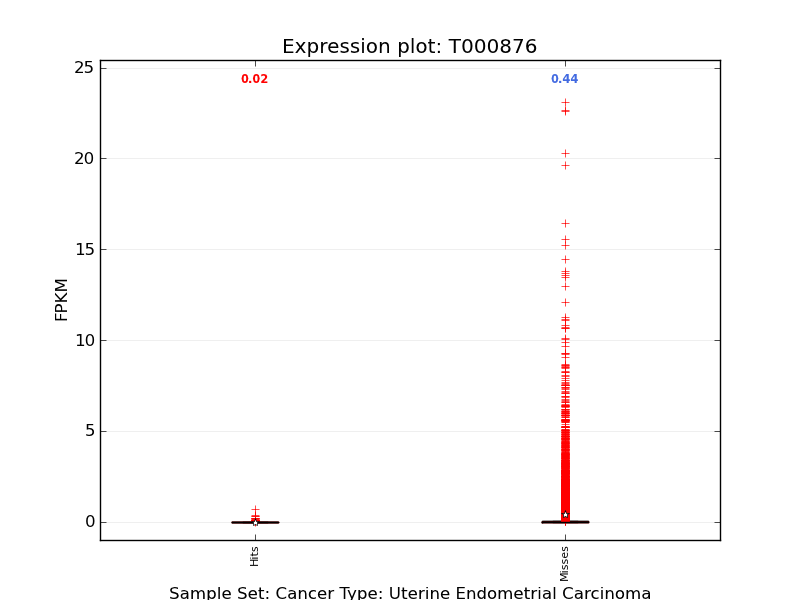 Expression plot: T000876
0.02
0.44
25
20
15
10
5
0
FPKM
Hits
Misses
Sample Set: Cancer Type: Uterine Endometrial Carcinoma